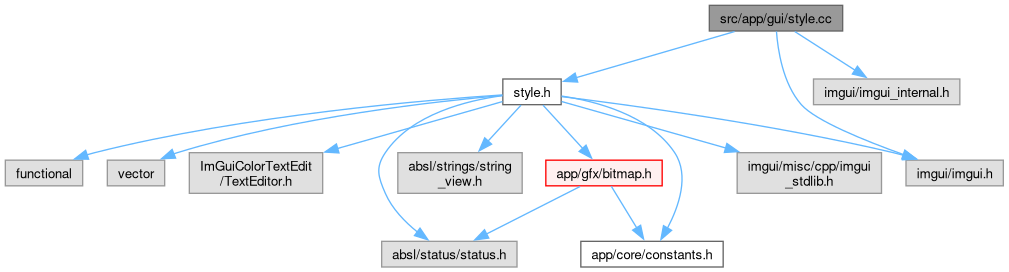 src/app/gui/style.cc
style.h
imgui/imgui_internal.h
functional
vector
ImGuiColorTextEdit
/TextEditor.h
absl/strings/string
_view.h
app/gfx/bitmap.h
imgui/misc/cpp/imgui
_stdlib.h
imgui/imgui.h
absl/status/status.h
app/core/constants.h